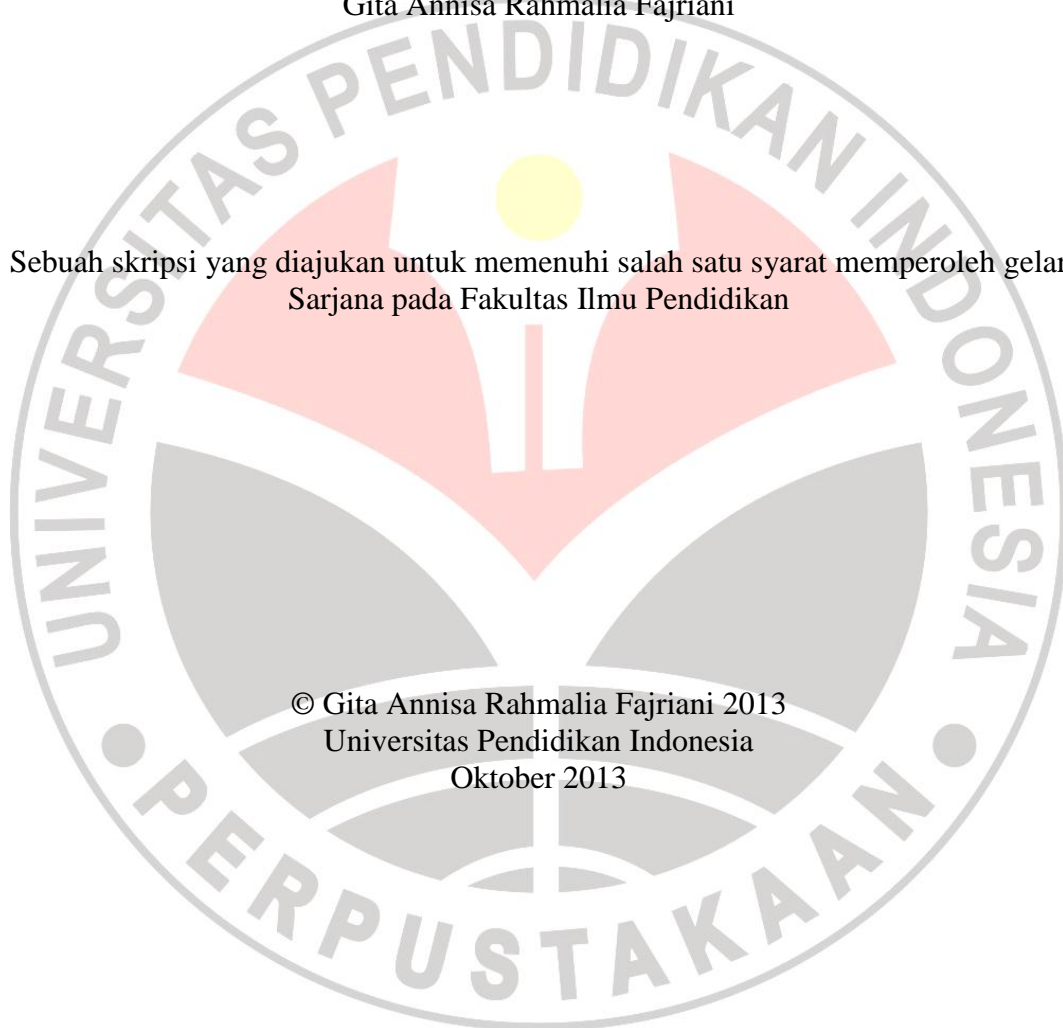 Gita Annisa Rahmalia Fajriani
UNIVERSITAS PENDIDIKAN INDONESIA
Sebuah skripsi yang diajukan untuk memenuhi salah satu syarat memperoleh gelar
Sarjana pada Fakultas Ilmu Pendidikan
© Gita Annisa Rahmalia Fajriani 2013
Universitas Pendidikan Indonesia
Oktober 2013
PERPUSTAKAAN